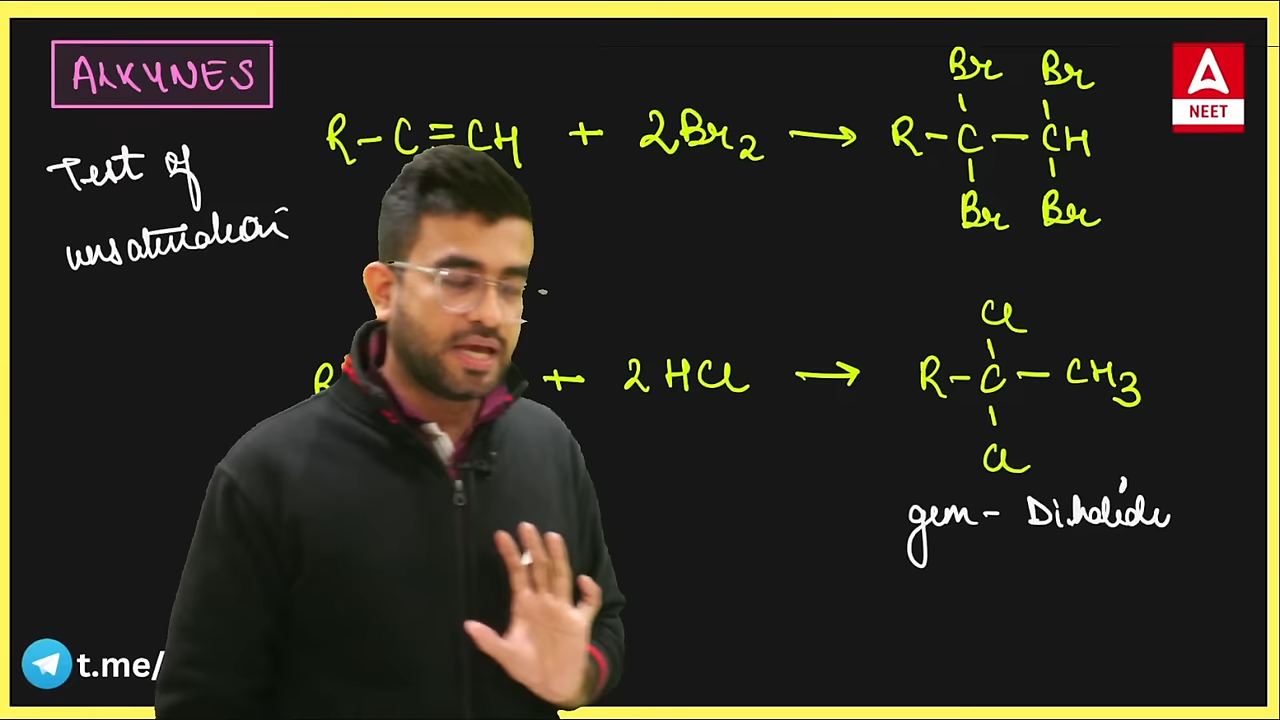 ALKYNES
Test of
unsaturation
R-C≡CH + 2Br2 → R-C-CH
Br Br
Br Br
NEET
R + 2HCl → R-C-CH3
Cl
Cl
gem-Dihalide
t.me/